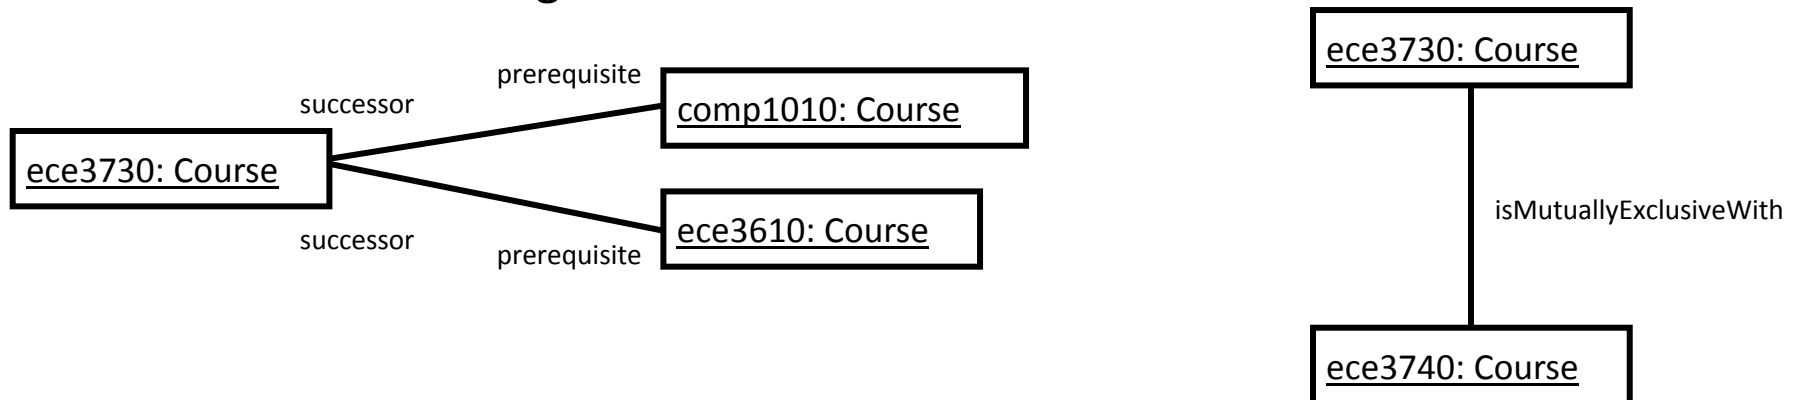 prerequisite
successor
comp1010: Course
ece3730: Course
ece3610: Course
successor
prerequisite
ece3730: Course
isMutuallyExclusiveWith
ece3740: Course